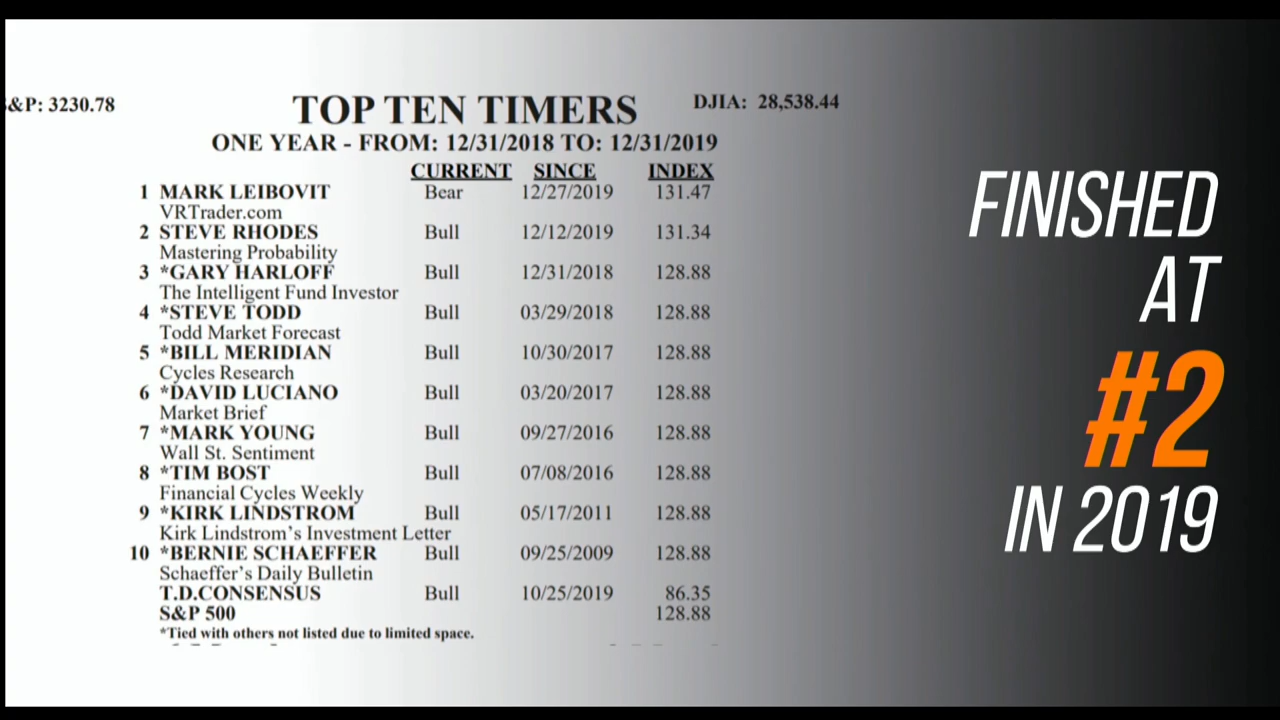 &P: 3230.78
TOP TEN TIMERS
DJIA: 28,538.44
ONE YEAR - FROM: 12/31/2018 TO: 12/31/2019
CURRENT SINCE INDEX
1 MARK LEIBOVIT Bear 12/27/2019 131.47
VRTrader.com
2 STEVE RHODES Bull 12/12/2019 131.34
Mastering Probability
3 *GARY HARLOFF Bull 12/31/2018 128.88
The Intelligent Fund Investor
4 *STEVE TODD Bull 03/29/2018 128.88
Todd Market Forecast
5 *BILL MERIDIAN Bull 10/30/2017 128.88
Cycles Research
6 *DAVID LUCIANO Bull 03/20/2017 128.88
Market Brief
7 *MARK YOUNG Bull 09/27/2016 128.88
Wall St. Sentiment
8 *TIM BOST Bull 07/08/2016 128.88
Financial Cycles Weekly
9 *KIRK LINDSTROM Bull 05/17/2011 128.88
Kirk Lindstrom's Investment Letter
10 *BERNIE SCHAEFFER Bull 09/25/2009 128.88
Schaeffer's Daily Bulletin
T.D.CONSENSUS Bull 10/25/2019 86.35
S&P 500 128.88
*Tied with others not listed due to limited space.
FINISHED
AT
#2
IN 2019